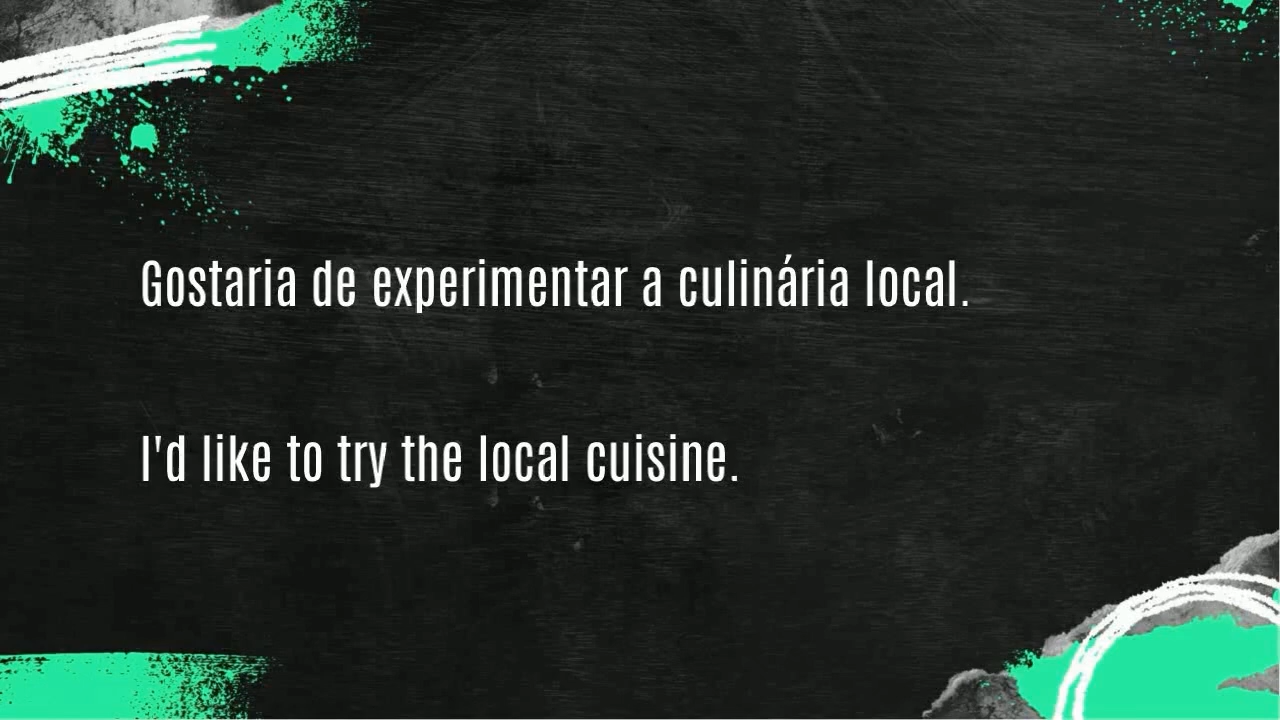 Gostaria de experimentar a culinária local.
I'd like to try the local cuisine.